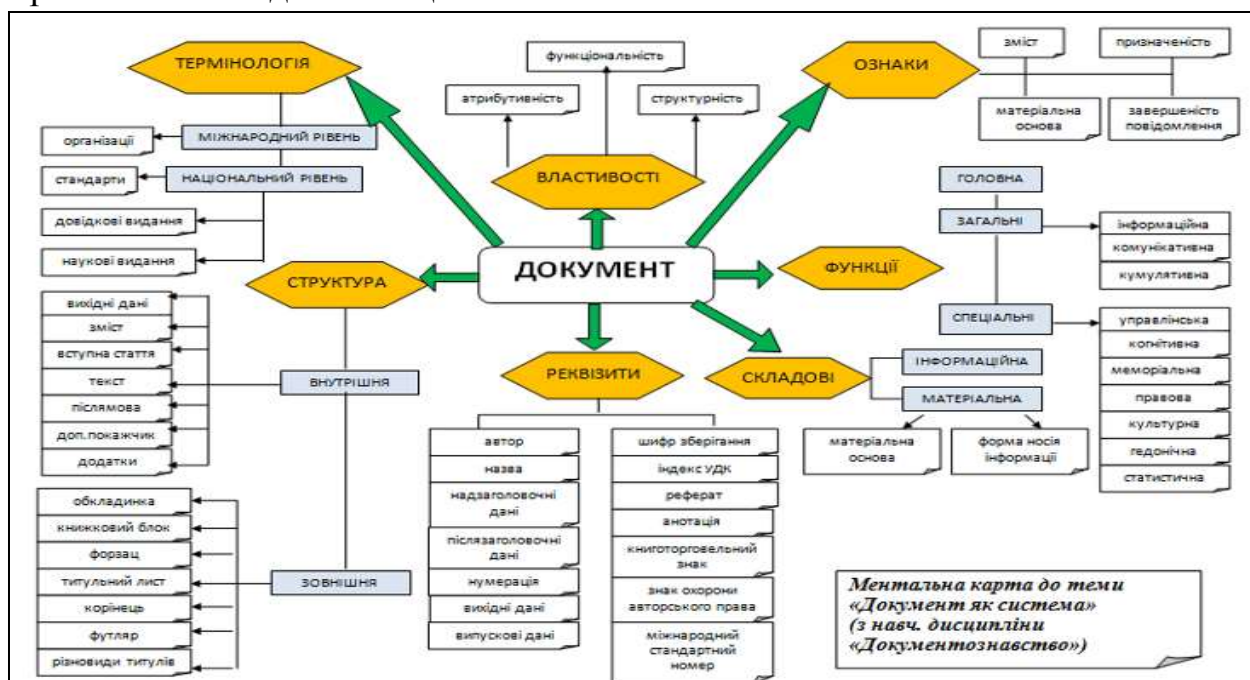 ТЕРМІНОЛОГІЯ
МІЖНАРОДНИЙ РІВЕНЬ
організації
НАЦІОНАЛЬНИЙ РІВЕНЬ
стандарти
довідкові видання
наукові видання
функціональність
атрибутивність
структурність
ВЛАСТИВОСТІ
ОЗНАКИ
зміст
призначеність
матеріальна
основа
завершеність
повідомлення
ДОКУМЕНТ
СТРУКТУРА
вихідні дані
зміст
вступна стаття
текст
післямова
доп.покажчик
додатки
ВНУТРІШНЯ
обкладинка
книжковий блок
форзац
титульний лист
корінець
футляр
різновиди титулів
ЗОВНІШНЯ
РЕКВІЗИТИ
автор
назва
надзаголовочні
дані
післязаголовочні
дані
нумерація
вихідні дані
випускові дані
шифр зберігання
індекс УДК
реферат
анотація
книготорговельний
знак
знак охорони
авторського права
міжнародний
стандартний
номер
СКЛАДОВІ
ІНФОРМАЦІЙНА
МАТЕРІАЛЬНА
матеріальна
основа
форма носія
інформації
ФУНКЦІЇ
ГОЛОВНА
ЗАГАЛЬНІ
інформаційна
комунікативна
кумулятивна
СПЕЦІАЛЬНІ
управлінська
когнітивна
меморіальна
правова
культурна
гедонічна
статистична
Ментальна карта до теми
«Документ як система»
(з навч. дисципліни
«Документознавство»)